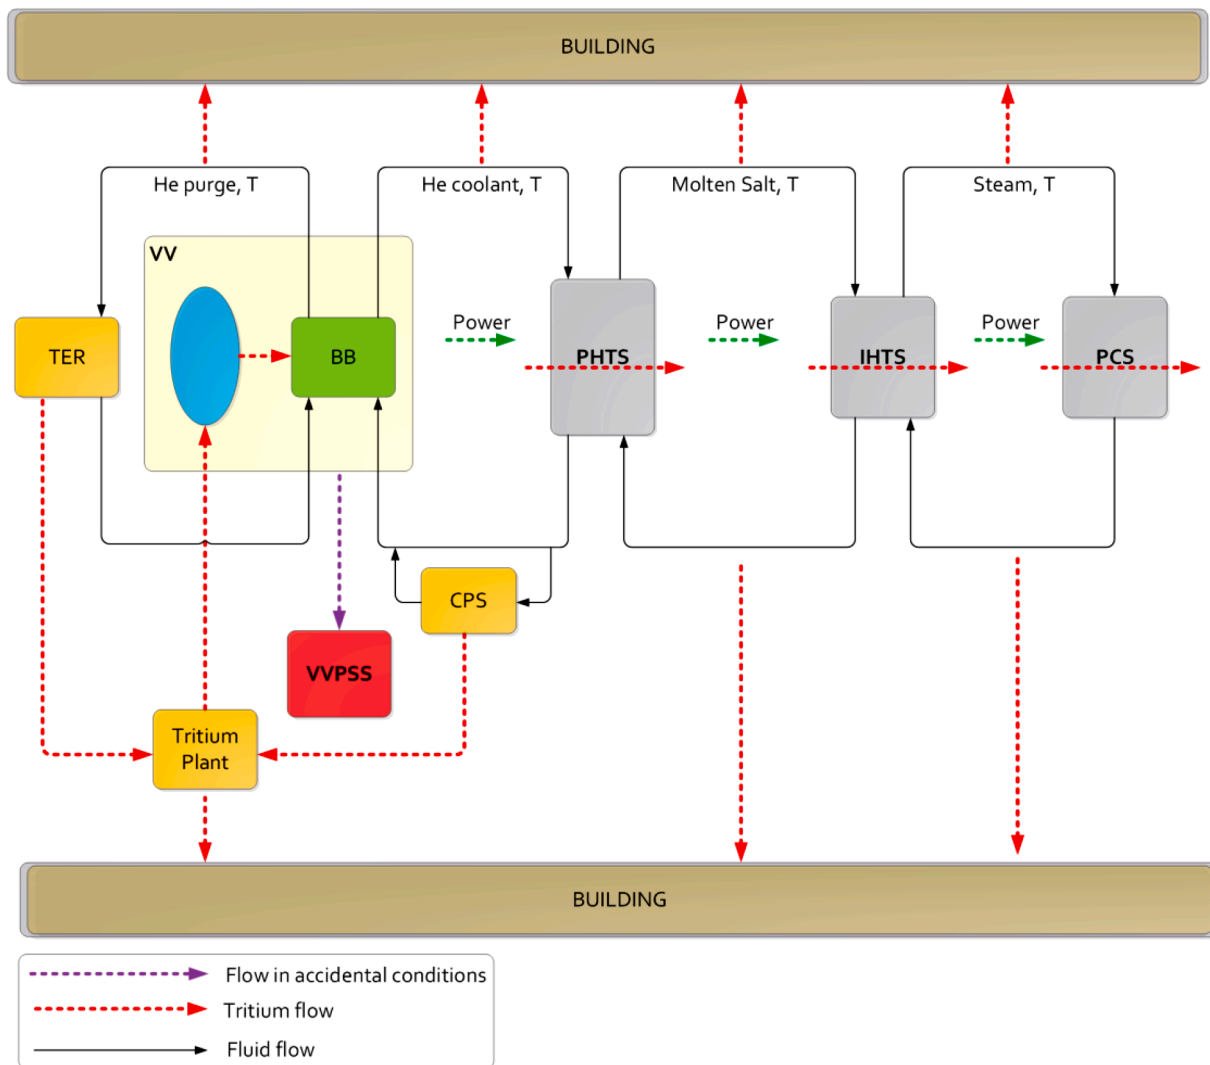 BUILDING
He purge, T
He coolant, T
Molten Salt, T
Steam, T
VV
Power
Power
Power
TER
BB
PHTS
IHTS
PCS
CPS
VVPSS
Tritium
Plant
BUILDING
Flow in accidental conditions
Tritium flow
Fluid flow